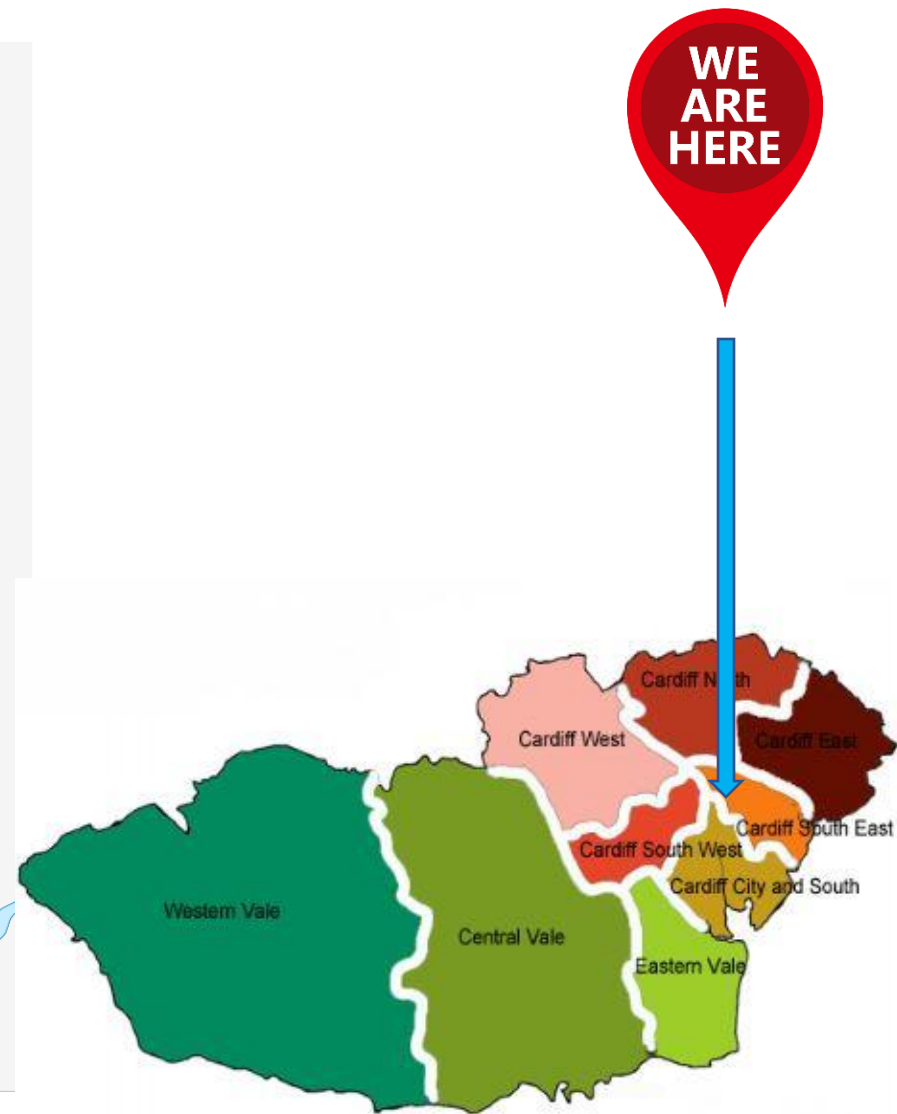 WE
ARE
HERE
Cardiff North
Cardiff West
Cardiff East
Cardiff South East
Cardiff South West
Cardiff City and South
Western Vale
Central Vale
Eastern Vale